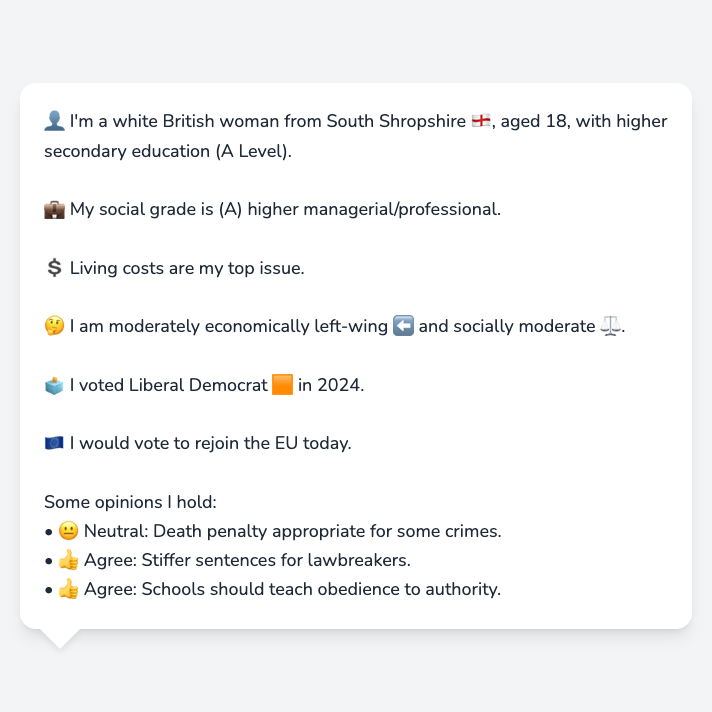 👤 I'm a white British woman from South Shropshire 🏴󠁧󠁢󠁥󠁮󠁧󠁿, aged 18, with higher
secondary education (A Level).
💼 My social grade is (A) higher managerial/professional.
💲 Living costs are my top issue.
🤔 I am moderately economically left-wing ⬅️ and socially moderate ⚖️.
🗳️ I voted Liberal Democrat 🟧 in 2024.
🇪🇺 I would vote to rejoin the EU today.
Some opinions I hold:
• 😐 Neutral: Death penalty appropriate for some crimes.
• 👍 Agree: Stiffer sentences for lawbreakers.
• 👍 Agree: Schools should teach obedience to authority.